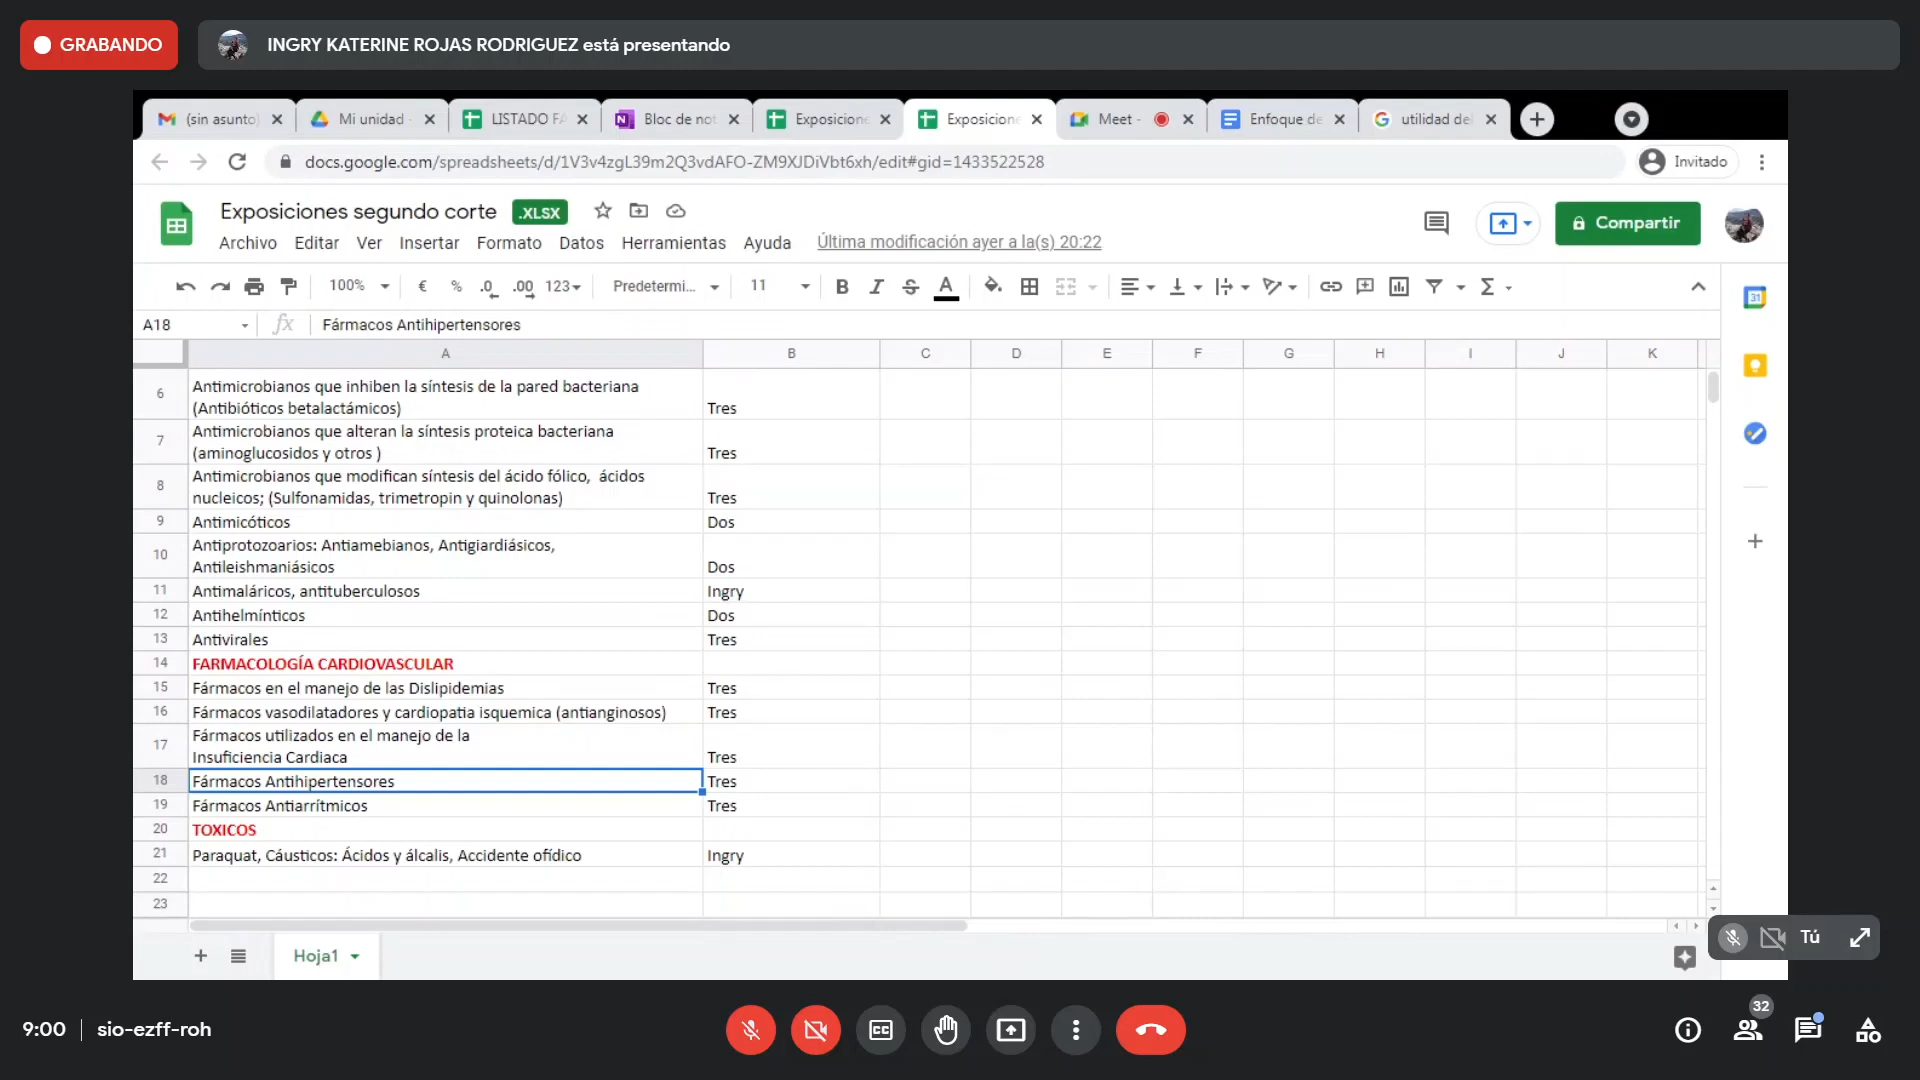 GRABANDO
INGRY KATERINE ROJAS RODRIGUEZ está presentando
(sin asunto)
Mi unidad -
LISTADO FA
Bloc de not
Exposicione
Exposicione
Meet -
Enfoque de
utilidad del
docs.google.com/spreadsheets/d/1V3v4zgL39m2Q3vdAFO-ZM9XJDiVbt6xh/edit#gid=1433522528
Invitado
Exposiciones segundo corte .XLSX
Compartir
Archivo Editar Ver Insertar Formato Datos Herramientas Ayuda Última modificación ayer a la(s) 20:22
100% € % .0 .00 123 Predetermi... 11 B I S A
31
A18 fx Fármacos Antihipertensores
A B C D E F G H I J K
6 Antimicrobianos que inhiben la síntesis de la pared bacteriana
(Antibióticos betalactámicos) Tres
7 Antimicrobianos que alteran la síntesis proteica bacteriana
(aminoglucosidos y otros ) Tres
8 Antimicrobianos que modifican síntesis del ácido fólico, ácidos
nucleicos; (Sulfonamidas, trimetropin y quinolonas) Tres
9 Antimicóticos Dos
10 Antiprotozoarios: Antiamebianos, Antigiardiásicos,
Antileishmaniásicos Dos
11 Antimaláricos, antituberculosos Ingry
12 Antihelmínticos Dos
13 Antivirales Tres
14 FARMACOLOGÍA CARDIOVASCULAR
15 Fármacos en el manejo de las Dislipidemias Tres
16 Fármacos vasodilatadores y cardiopatia isquemica (antianginosos) Tres
17 Fármacos utilizados en el manejo de la
Insuficiencia Cardiaca Tres
18 Fármacos Antihipertensores Tres
19 Fármacos Antiarrítmicos Tres
20 TOXICOS
21 Paraquat, Cáusticos: Ácidos y álcalis, Accidente ofídico Ingry
22
23
Hoja1
Tú
9:00 | sio-ezff-roh
CC
32